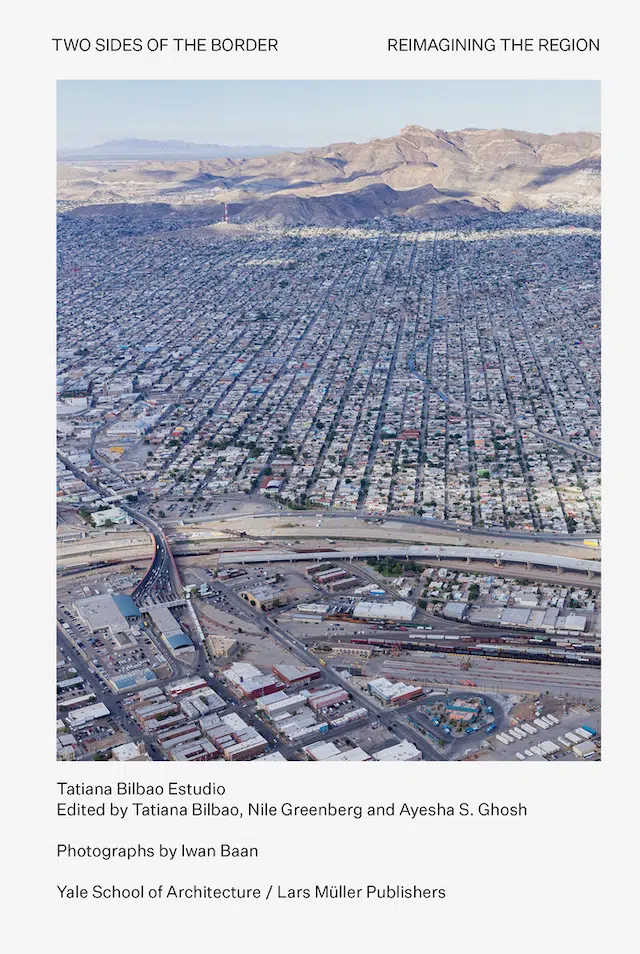 TWO SIDES OF THE BORDER
REIMAGINING THE REGION
Tatiana Bilbao Estudio
Edited by Tatiana Bilbao, Nile Greenberg and Ayesha S. Ghosh
Photographs by Iwan Baan
Yale School of Architecture / Lars Müller Publishers